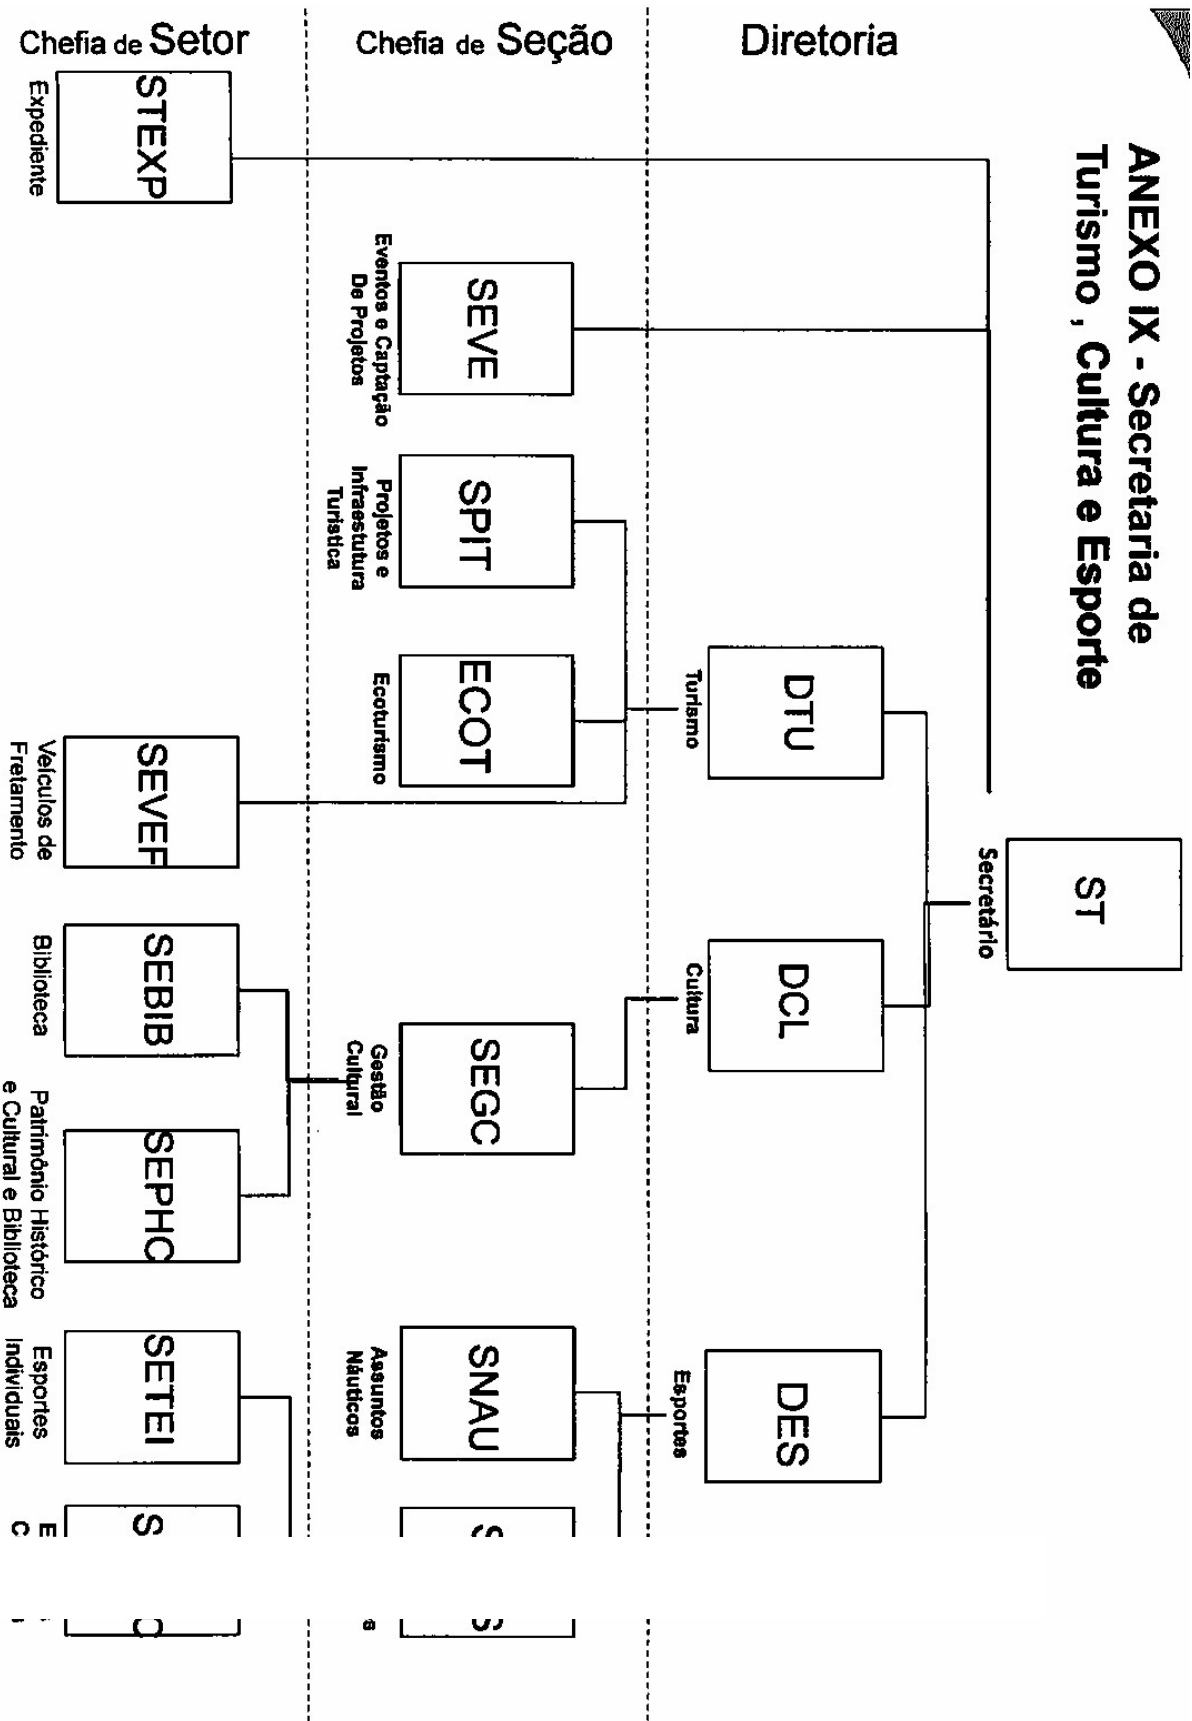 Chefia de Setor
Chefia de Seção
Diretoria
ANEXO IX - Secretaria de
Turismo , Cultura e Esporte
ST
Secretário
DTU
Turismo
DCL
Cultura
DES
Esportes
SEVE
Eventos e Captação
De Projetos
SPIT
Projetos e
Infraestutura
Turistica
ECOT
Ecoturismo
SEGC
Gestão
Cultural
SNAU
Assuntos
Náuticos
STEXP
Expediente
SEVEF
Veículos de
Fretamento
SEBIB
Biblioteca
SEPHC
Patrimônio Histórico
e Cultural e Biblioteca
SETEI
Esportes
Individuais